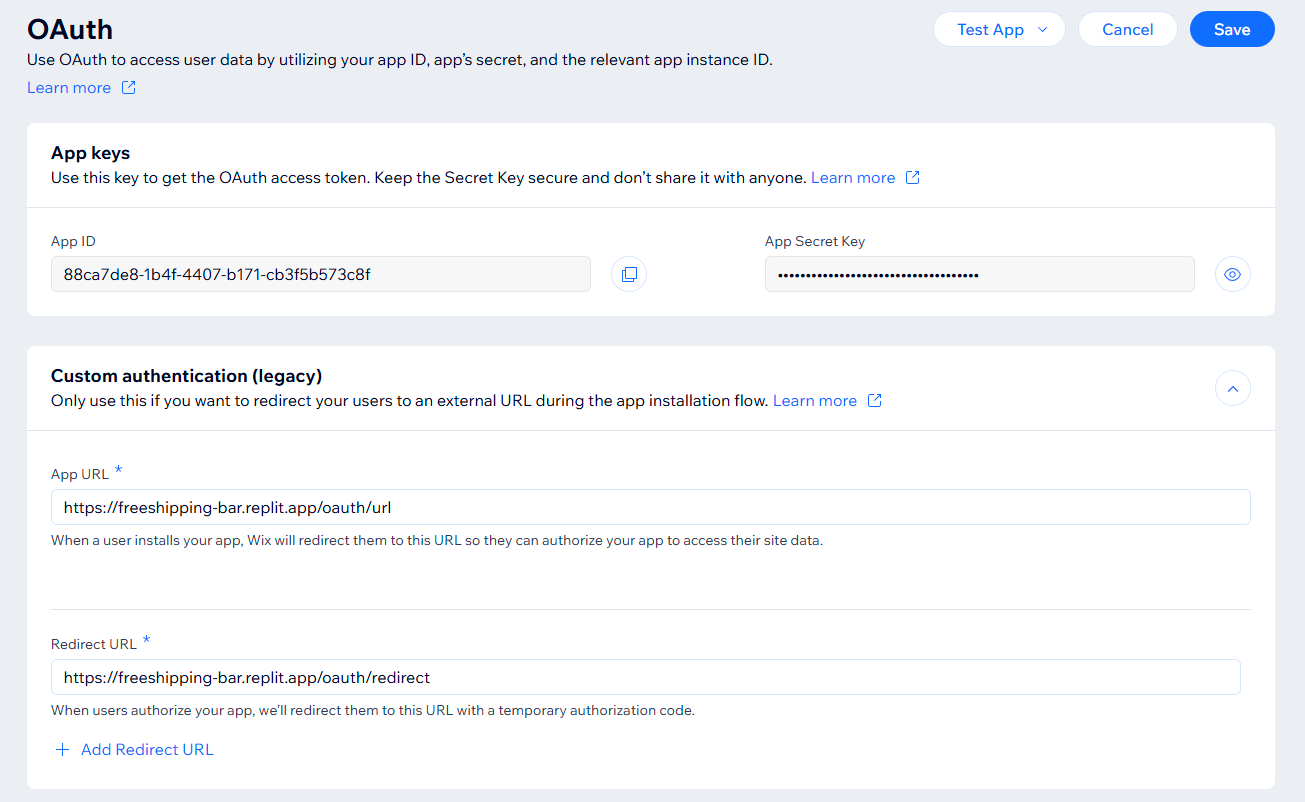 OAuth
Test App
Cancel
Save
Use OAuth to access user data by utilizing your app ID, app's secret, and the relevant app instance ID.
Learn more
App keys
Use this key to get the OAuth access token. Keep the Secret Key secure and don't share it with anyone. Learn more
App ID
App Secret Key
88ca7de8-1b4f-4407-b171-cb3f5b573c8f
••••••••••••••••••••••••••••••••••••
Custom authentication (legacy)
Only use this if you want to redirect your users to an external URL during the app installation flow. Learn more
App URL *
https://freeshipping-bar.replit.app/oauth/url
When a user installs your app, Wix will redirect them to this URL so they can authorize your app to access their site data.
Redirect URL *
https://freeshipping-bar.replit.app/oauth/redirect
When users authorize your app, we'll redirect them to this URL with a temporary authorization code.
+ Add Redirect URL